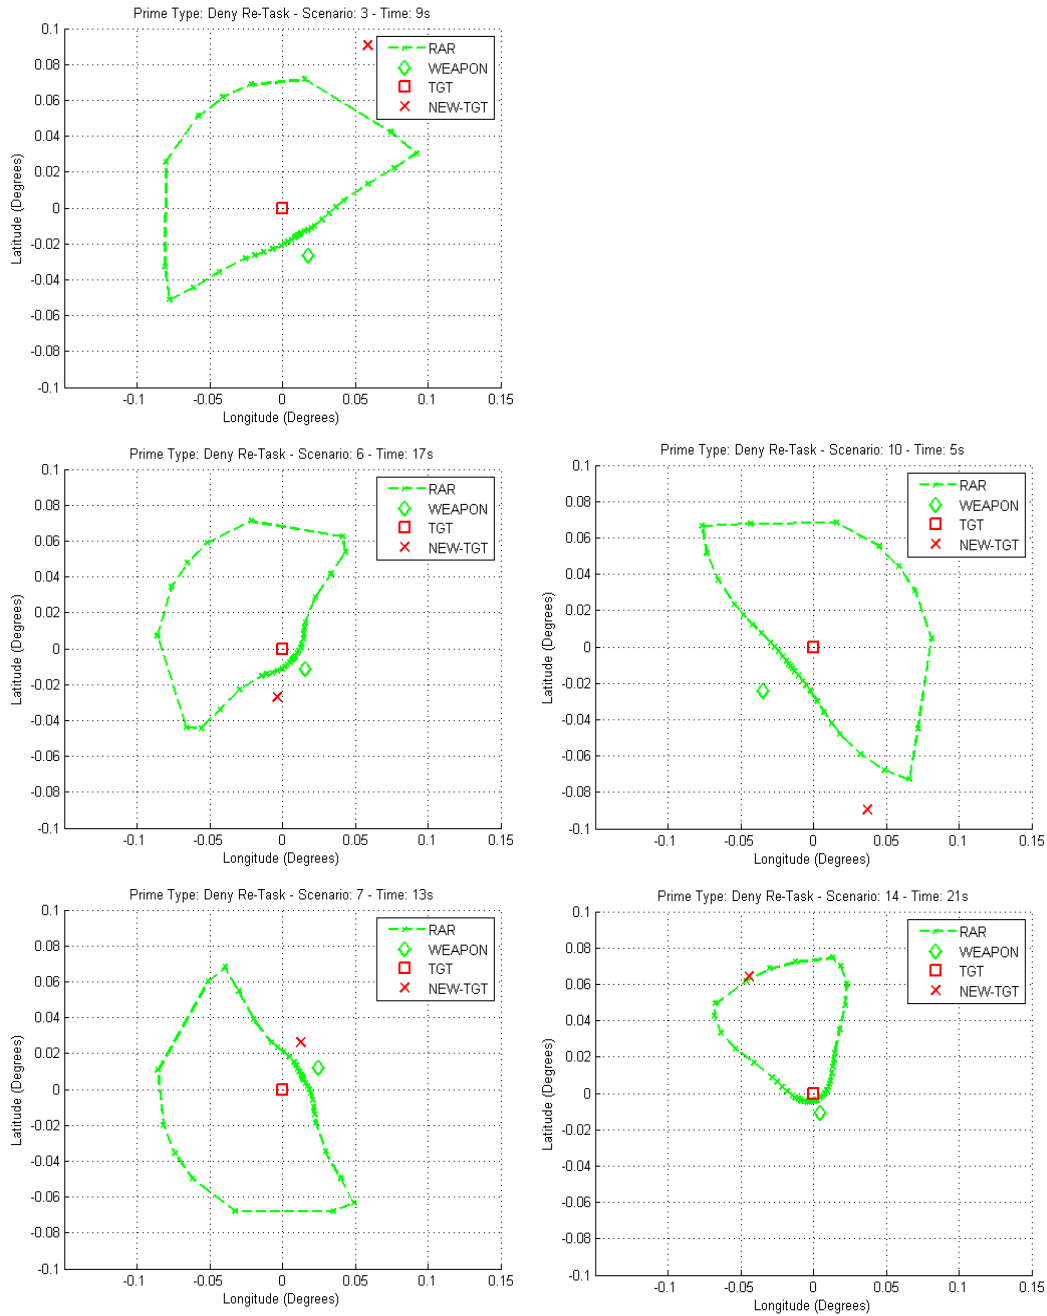 Prime Type: Deny Re-Task - Scenario: 3 - Time: 9s
RAR
WEAPON
TGT
NEW-TGT
0.1
0.08
0.06
0.04
0.02
0
-0.02
-0.04
-0.06
-0.08
-0.1
Latitude (Degrees)
-0.1 -0.05 0 0.05 0.1 0.15
Longitude (Degrees)
Prime Type: Deny Re-Task - Scenario: 6 - Time: 17s
RAR
WEAPON
TGT
NEW-TGT
0.1
0.08
0.06
0.04
0.02
0
-0.02
-0.04
-0.06
-0.08
-0.1
Latitude (Degrees)
-0.1 -0.05 0 0.05 0.1 0.15
Longitude (Degrees)
Prime Type: Deny Re-Task - Scenario: 10 - Time: 5s
RAR
WEAPON
TGT
NEW-TGT
0.1
0.08
0.06
0.04
0.02
0
-0.02
-0.04
-0.06
-0.08
-0.1
Latitude (Degrees)
-0.1 -0.05 0 0.05 0.1 0.15
Longitude (Degrees)
Prime Type: Deny Re-Task - Scenario: 7 - Time: 13s
RAR
WEAPON
TGT
NEW-TGT
0.1
0.08
0.06
0.04
0.02
0
-0.02
-0.04
-0.06
-0.08
-0.1
Latitude (Degrees)
-0.1 -0.05 0 0.05 0.1 0.15
Longitude (Degrees)
Prime Type: Deny Re-Task - Scenario: 14 - Time: 21s
RAR
WEAPON
TGT
NEW-TGT
0.1
0.08
0.06
0.04
0.02
0
-0.02
-0.04
-0.06
-0.08
-0.1
Latitude (Degrees)
-0.1 -0.05 0 0.05 0.1 0.15
Longitude (Degrees)